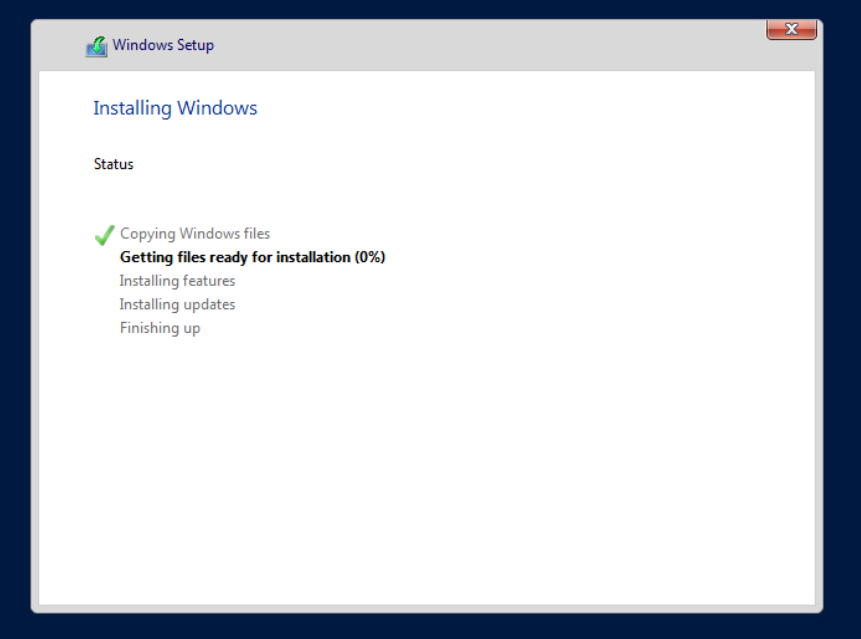 Windows Setup
Installing Windows
Status
Copying Windows files
Getting files ready for installation (0%)
Installing features
Installing updates
Finishing up